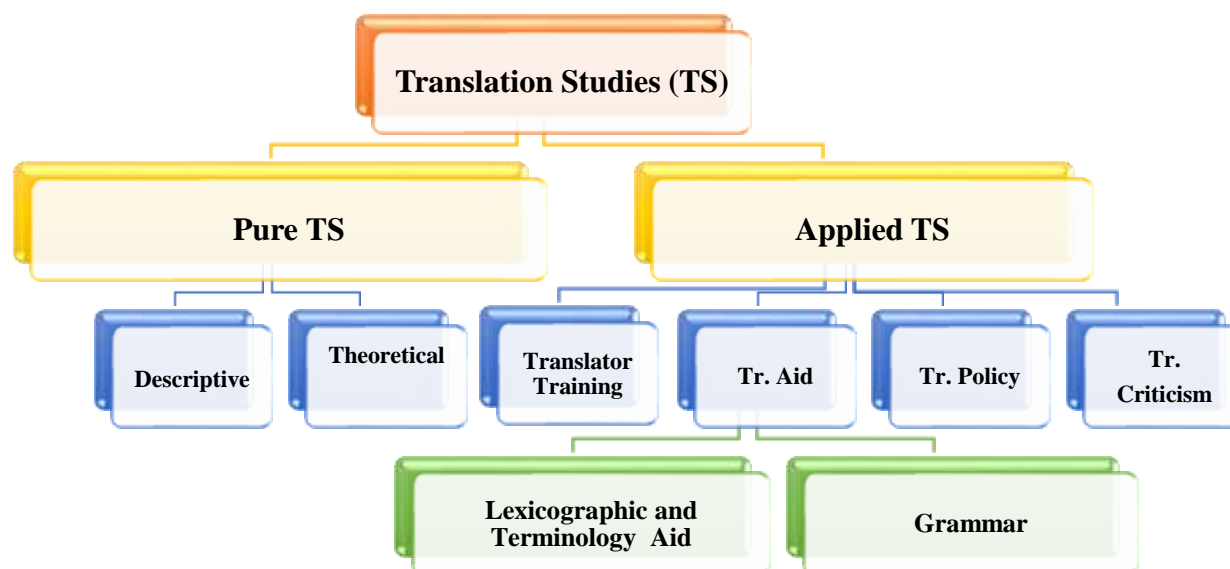 Translation Studies (TS)
Pure TS
Applied TS
Descriptive
Theoretical
Translator
Training
Tr. Aid
Tr. Policy
Tr.
Criticism
Lexicographic and
Terminology Aid
Grammar